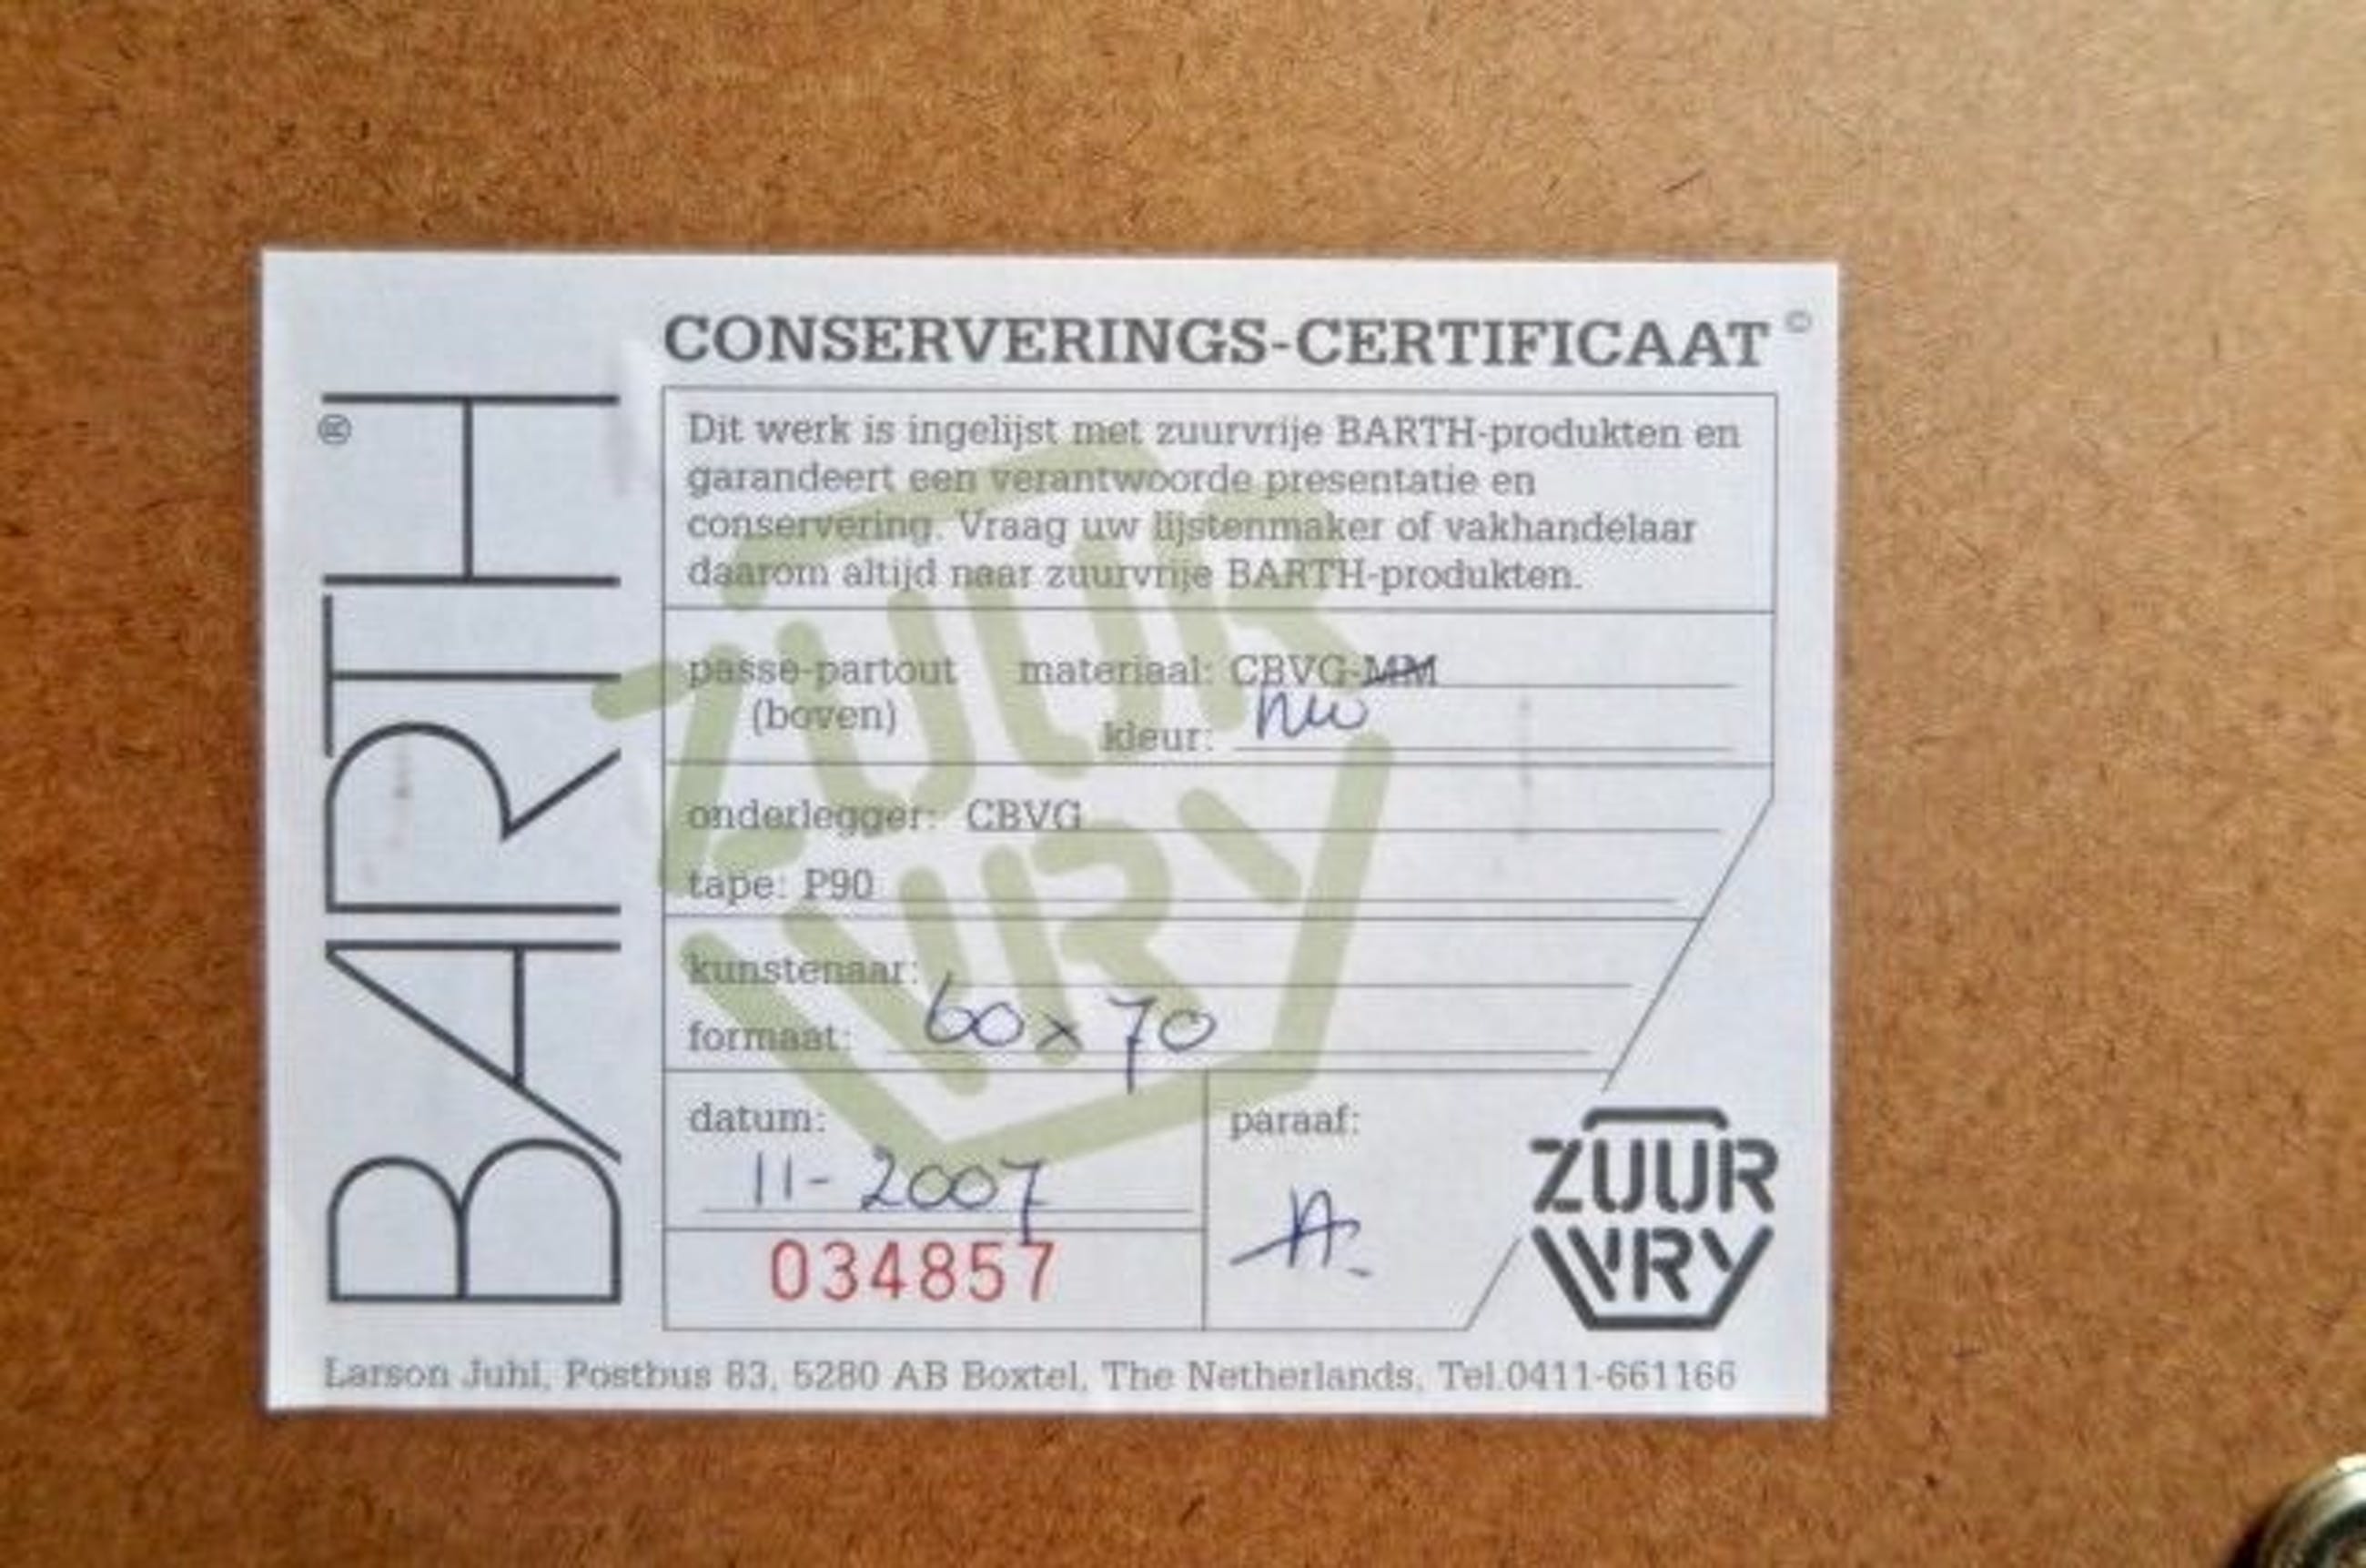 BARTH®
CONSERVERINGS-CERTIFICAAT ©
Dit werk is ingelijst met zuurvrije BARTH-produkten en
garandeert een verantwoorde presentatie en
conservering. Vraag uw lijstenmaker of vakhandelaar
daarom altijd naar zuurvrije BARTH-produkten.
passe-partout materiaal: CBVG-MM
(boven)
kleur:
onderlegger: CBVG
tape: P90
kunstenaar:
formaat: 60x70
datum: paraaf:
11-2007
034857
ZUUR
VRY
ZUUR
VRY
Larson Juhl, Postbus 83, 5280 AB Boxtel, The Netherlands, Tel.0411-661166